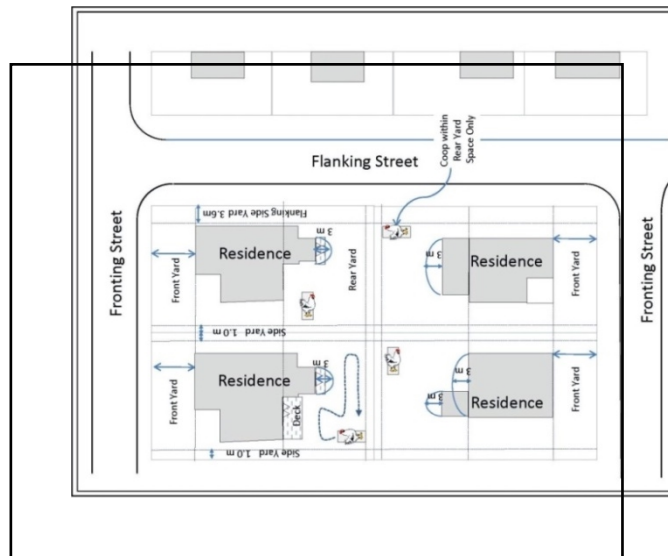 Coop within
Rear Yard
Space Only
Flanking Street
Fronting Street
Fronting Street
Flanking Side Yard 3.6m
Front Yard
Residence
3 m
Rear Yard
3 m
Residence
Front Yard
Side Yard 1.0 m
Front Yard
Residence
3 m
Deck
3 m
3 m
Residence
Front Yard
Side Yard 1.0 m